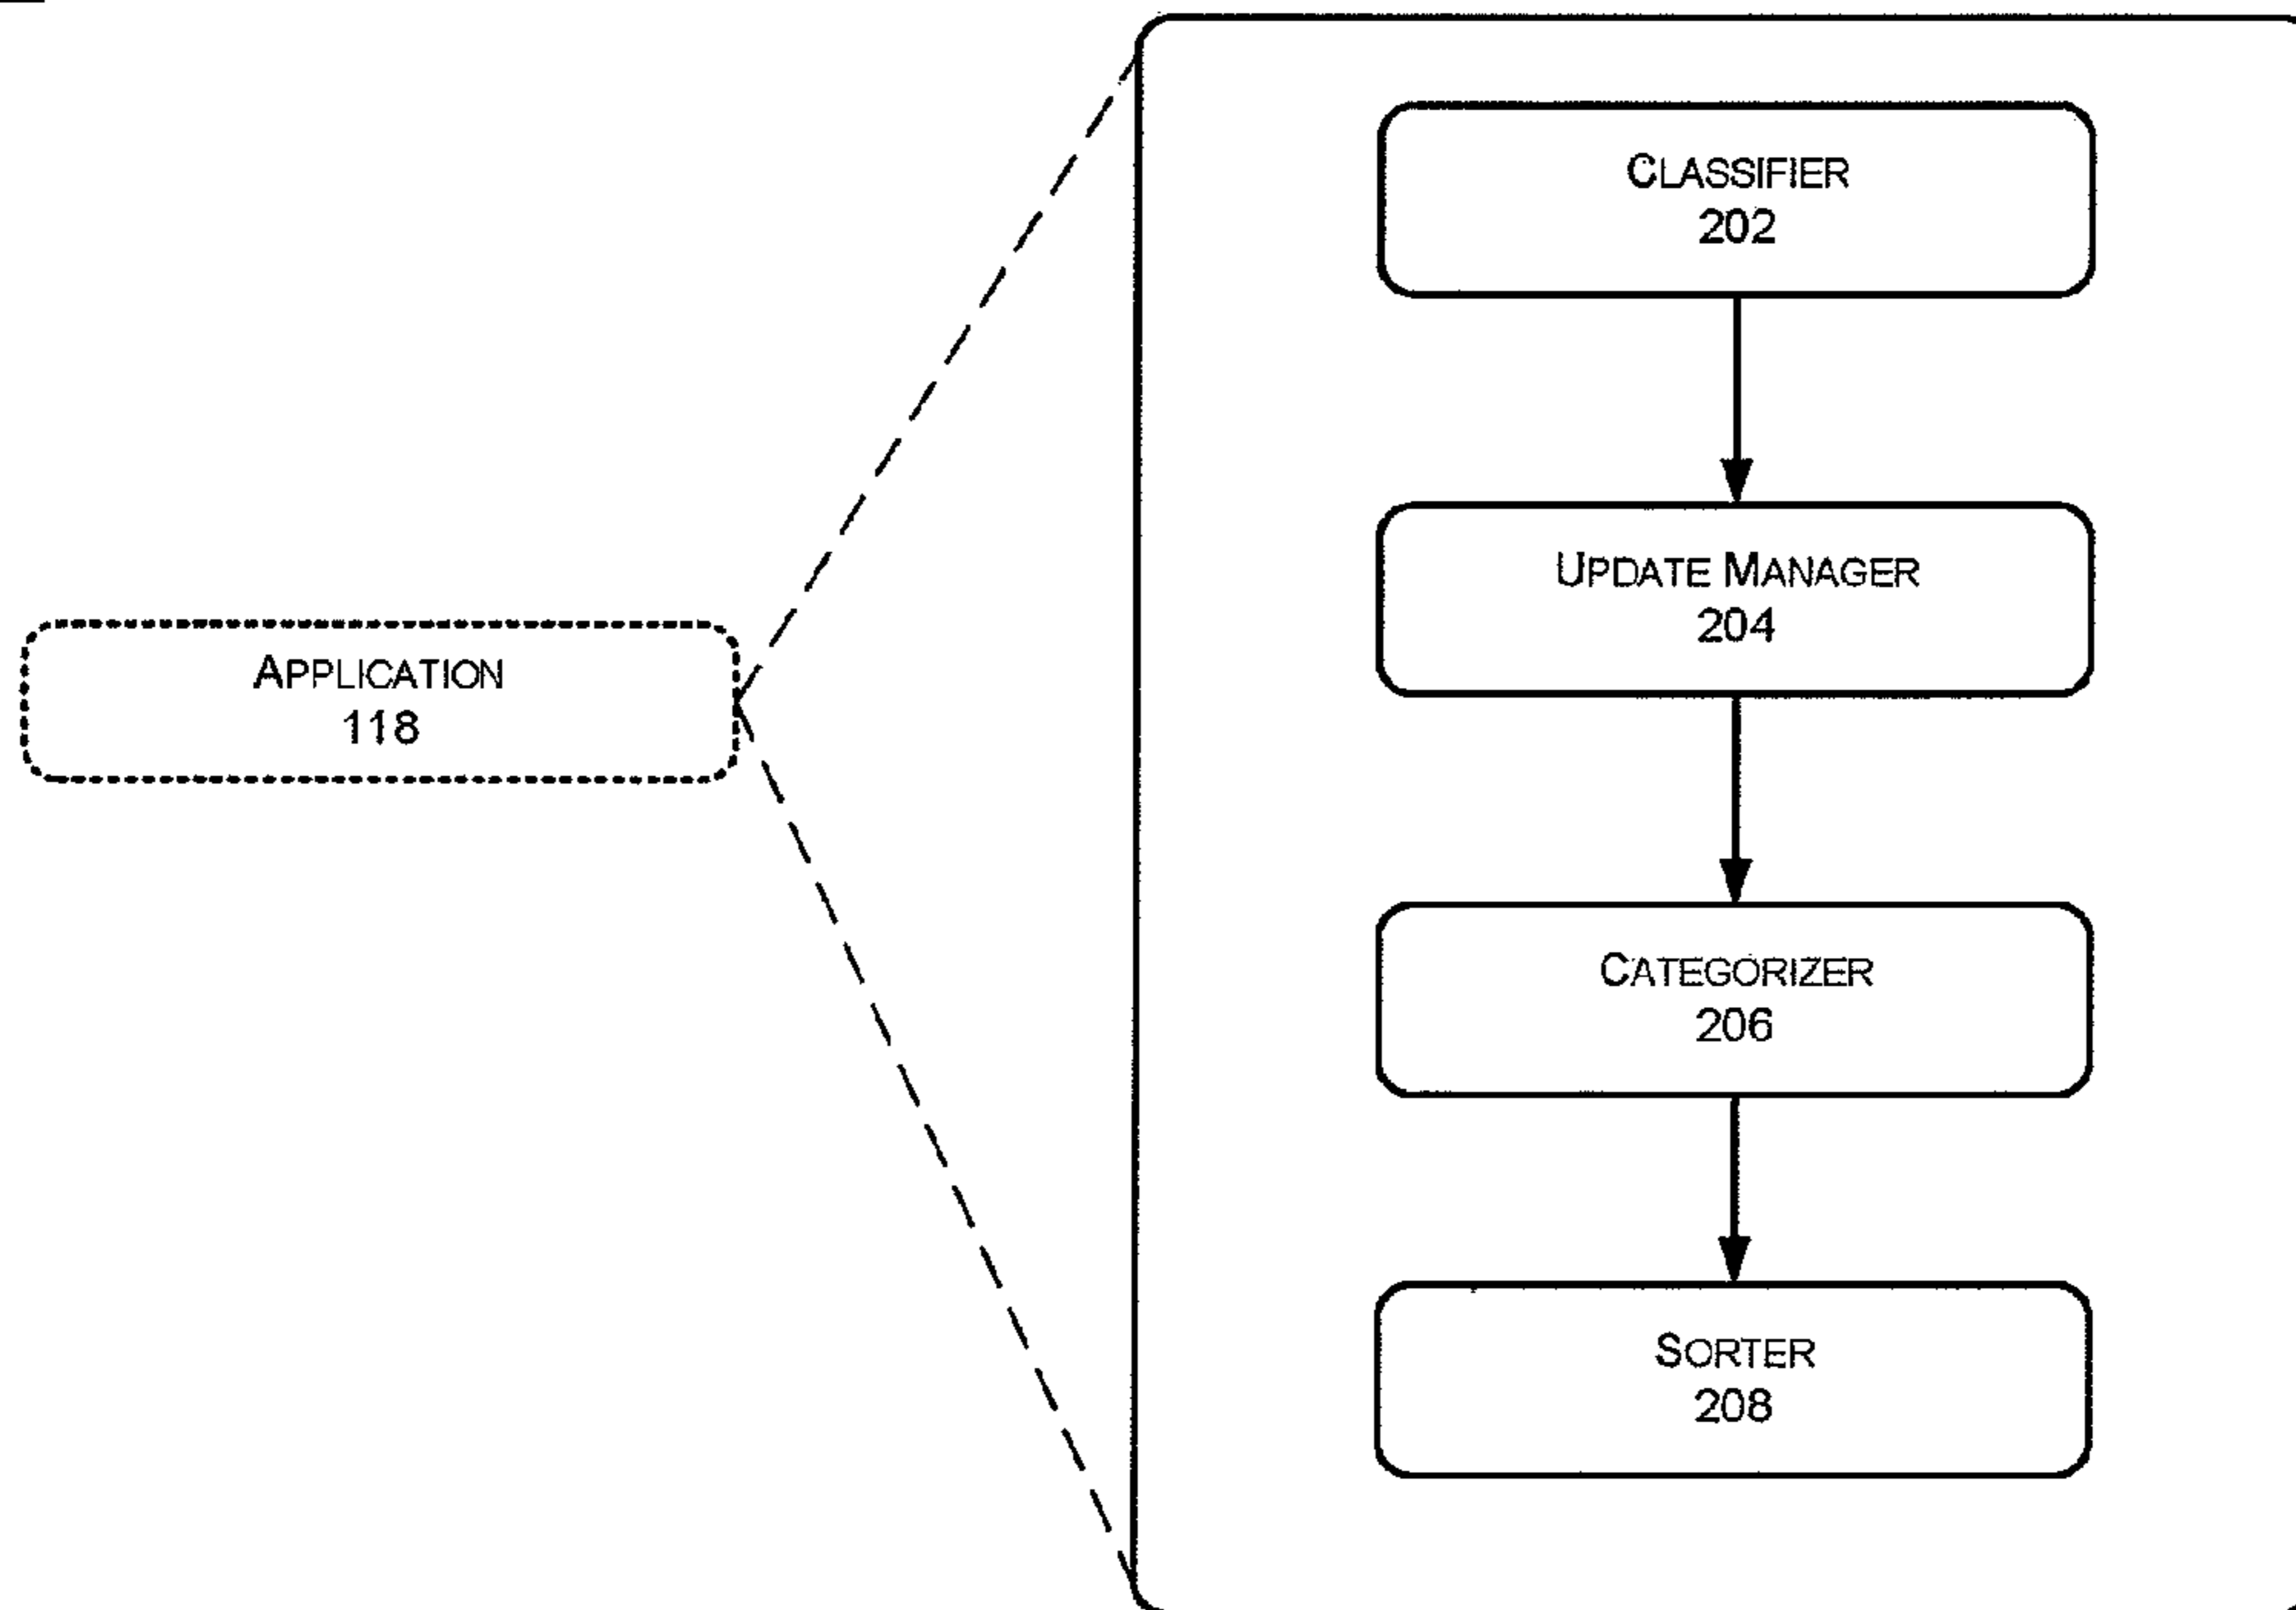 APPLICATION
118
CLASSIFIER
202
UPDATE MANAGER
204
CATEGORIZER
206
SORTER
208